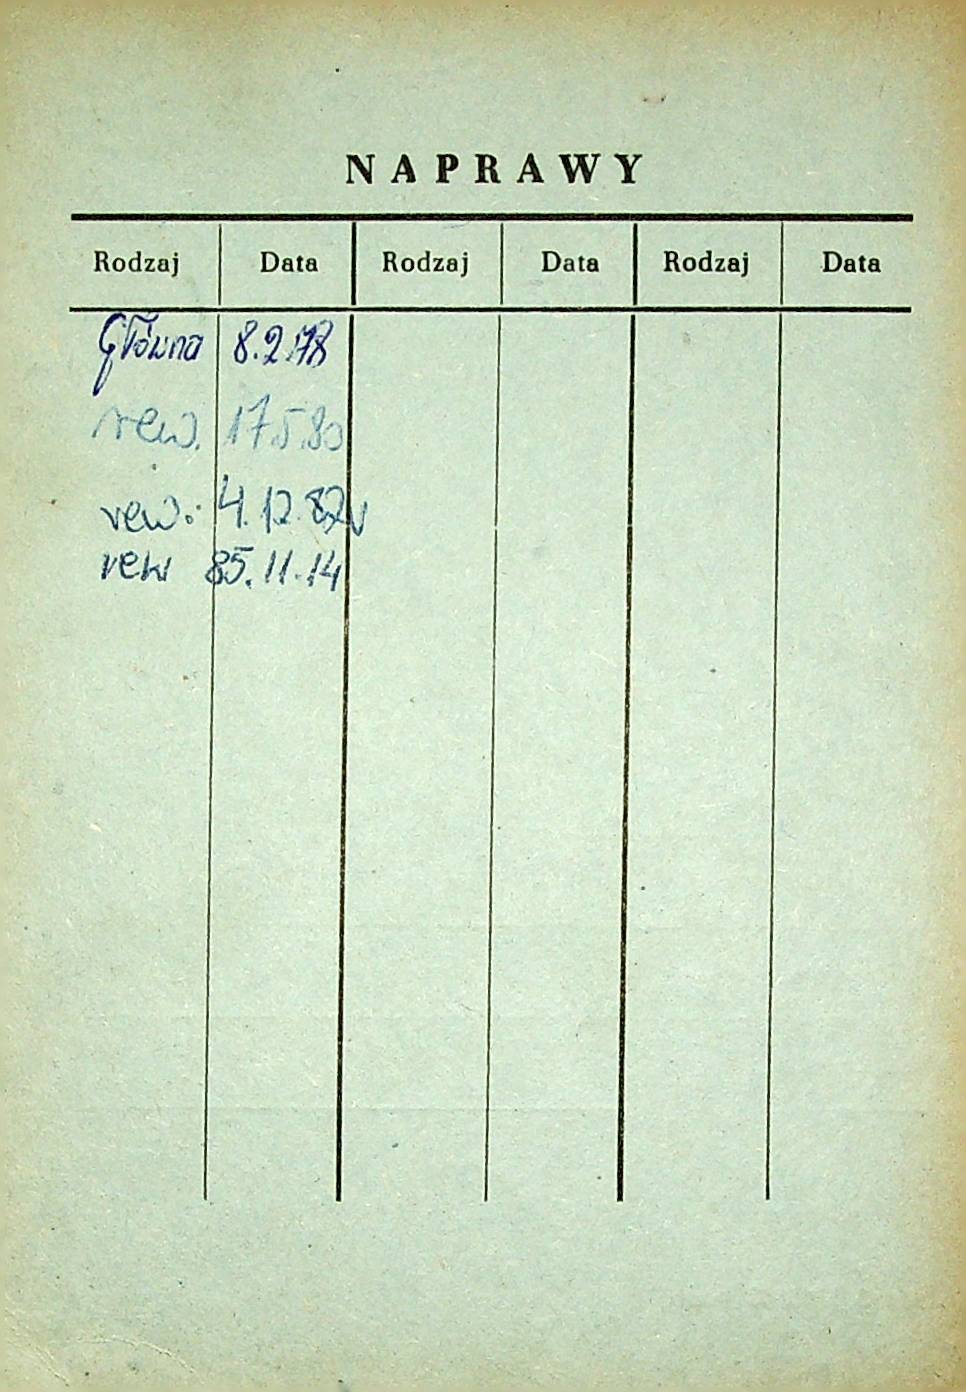 NAPRAWY
Rodzaj Data Rodzaj Data Rodzaj Data
Główna 8.2.78
rew. 17.5.80
rew. 4.12.82
rew 85.11.14